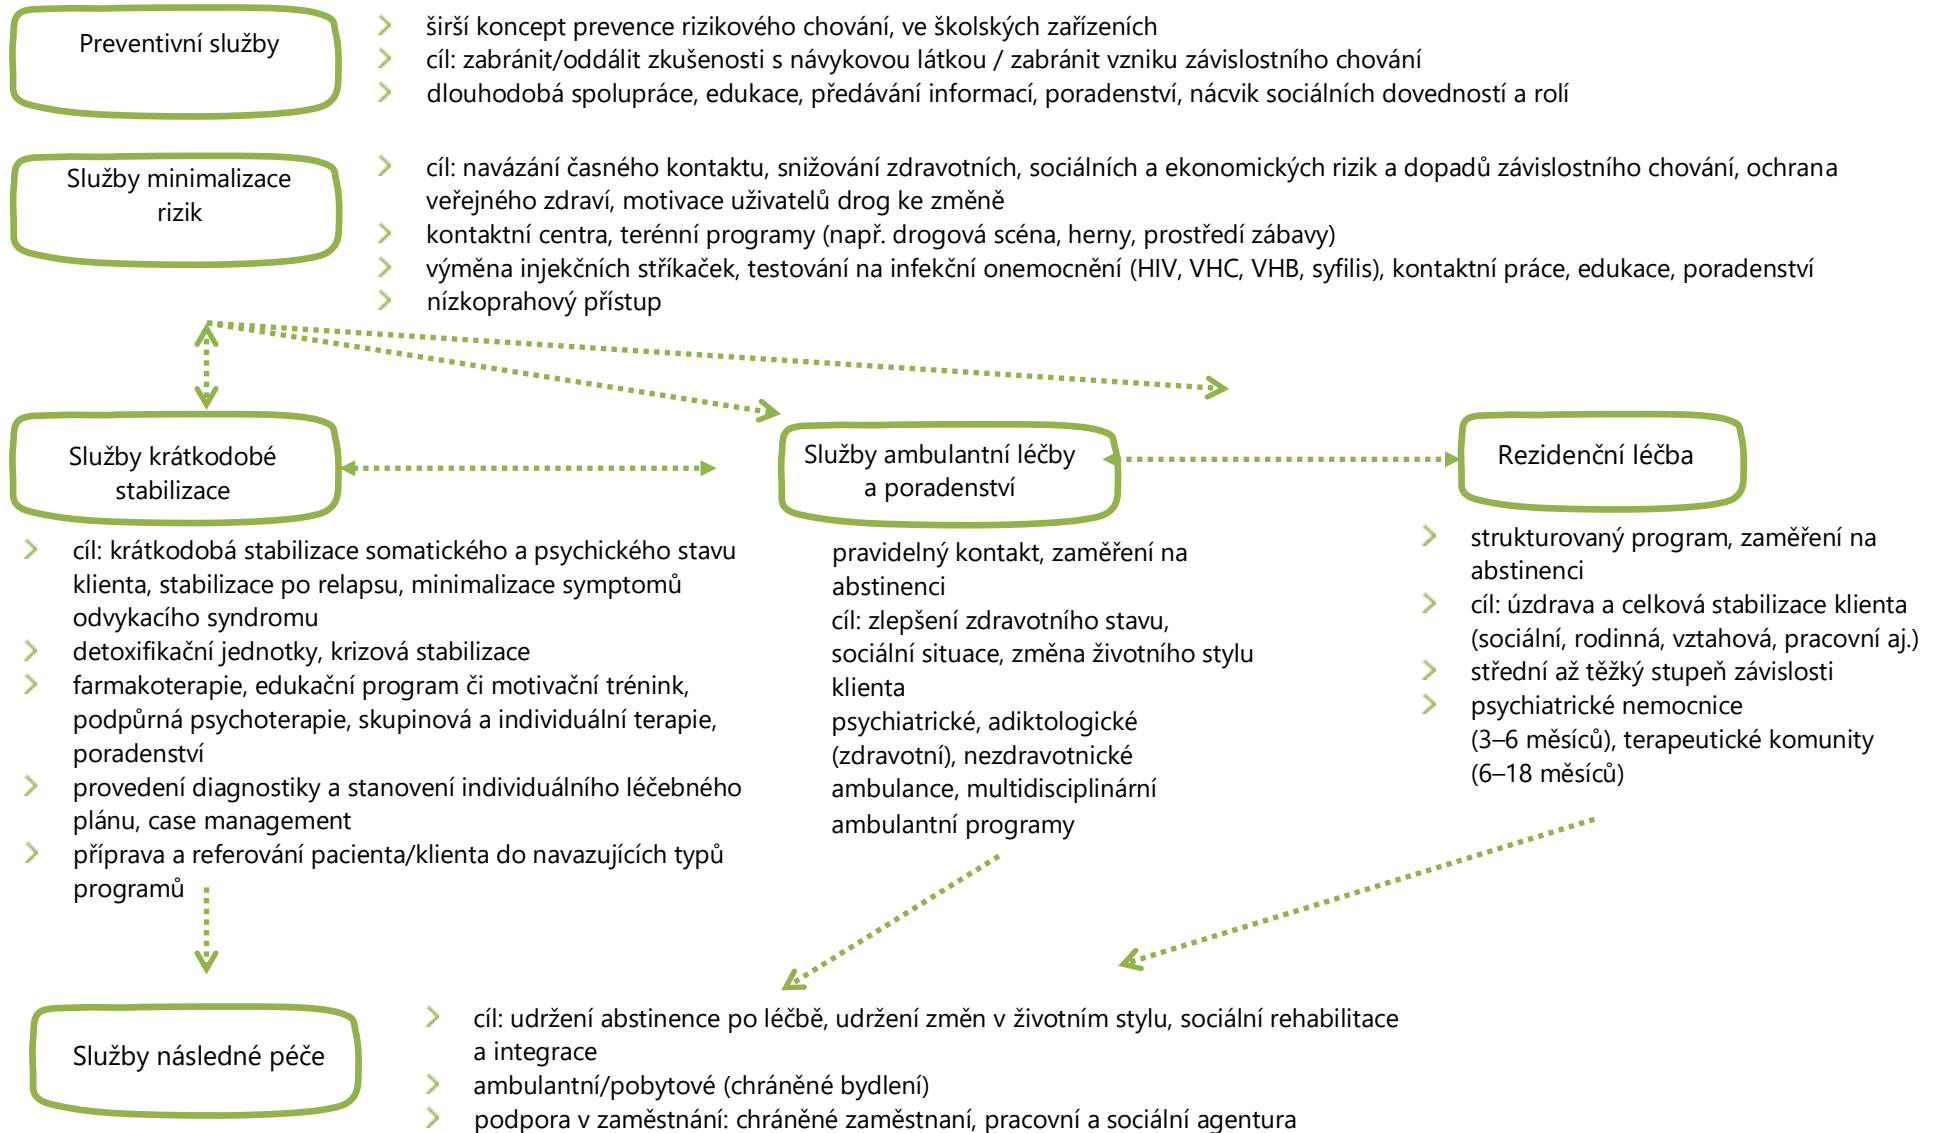 Preventivní služby
širší koncept prevence rizikového chování, ve školských zařízeních
cíl: zabránit/oddálit zkušenosti s návykovou látkou / zabránit vzniku závislostního chování
dlouhodobá spolupráce, edukace, předávání informací, poradenství, nácvik sociálních dovedností a rolí
Služby minimalizace
rizik
cíl: navázání časného kontaktu, snižování zdravotních, sociálních a ekonomických rizik a dopadů závislostního chování, ochrana
veřejného zdraví, motivace uživatelů drog ke změně
kontaktní centra, terénní programy (např. drogová scéna, herny, prostředí zábavy)
výměna injekčních stříkaček, testování na infekční onemocnění (HIV, VHC, VHB, syfilis), kontaktní práce, edukace, poradenství
nízkoprahový přístup
Služby krátkodobé
stabilizace
cíl: krátkodobá stabilizace somatického a psychického stavu
klienta, stabilizace po relapsu, minimalizace symptomů
odvykacího syndromu
detoxifikační jednotky, krizová stabilizace
farmakoterapie, edukační program či motivační trénink,
podpůrná psychoterapie, skupinová a individuální terapie,
poradenství
provedení diagnostiky a stanovení individuálního léčebného
plánu, case management
příprava a referování pacienta/klienta do navazujících typů
programů
Služby ambulantní léčby
a poradenství
pravidelný kontakt, zaměření na
abstinenci
cíl: zlepšení zdravotního stavu,
sociální situace, změna životního stylu
klienta
psychiatrické, adiktologické
(zdravotní), nezdravotnické
ambulance, multidisciplinární
ambulantní programy
Rezidenční léčba
strukturovaný program, zaměření na
abstinenci
cíl: úzdrava a celková stabilizace klienta
(sociální, rodinná, vztahová, pracovní aj.)
střední až těžký stupeň závislosti
psychiatrické nemocnice
(3–6 měsíců), terapeutické komunity
(6–18 měsíců)
Služby následné péče
cíl: udržení abstinence po léčbě, udržení změn v životním stylu, sociální rehabilitace
a integrace
ambulantní/pobytové (chráněné bydlení)
podpora v zaměstnání: chráněné zaměstnaní, pracovní a sociální agentura